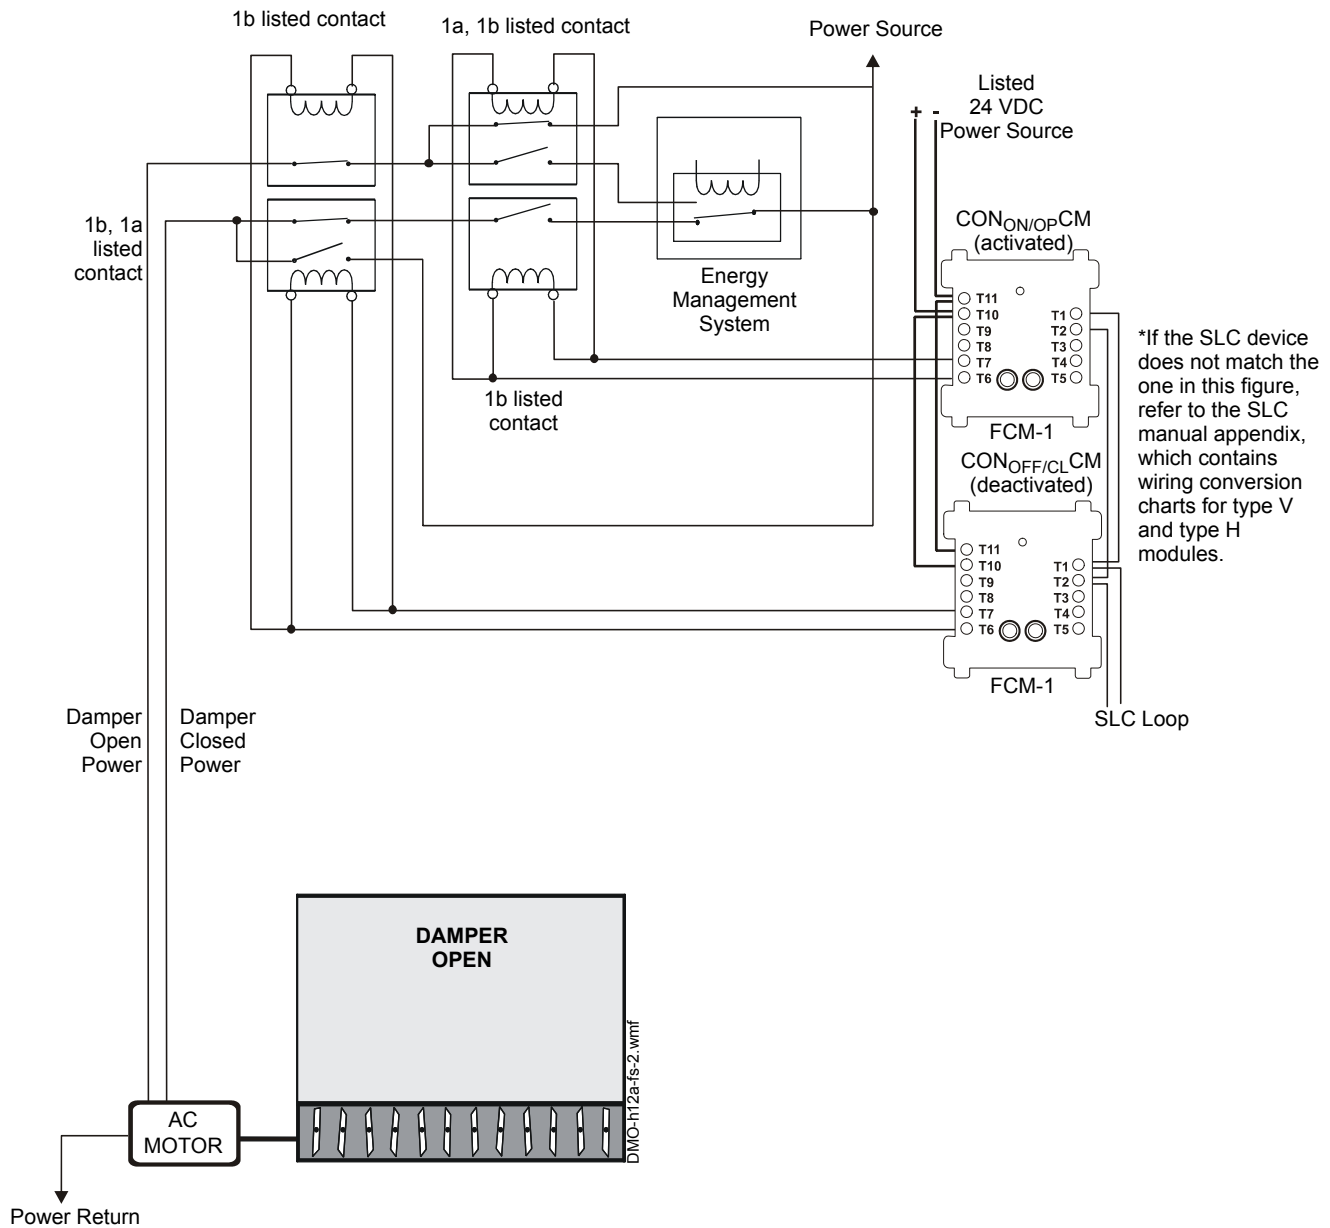 1b listed contact
1a, 1b listed contact
Power Source
Listed
24 VDC
Power Source
+ -
1b, 1a
listed
contact
Energy
Management
System
1b listed
contact
CONON/OPCM
(activated)
T11
T10
T9
T8
T7
T6
T1
T2
T3
T4
T5
FCM-1
CONOFF/CLCM
(deactivated)
T11
T10
T9
T8
T7
T6
T1
T2
T3
T4
T5
FCM-1
SLC Loop
*If the SLC device
does not match the
one in this figure,
refer to the SLC
manual appendix,
which contains
wiring conversion
charts for type V
and type H
modules.
Damper
Open
Power
Damper
Closed
Power
DAMPER
OPEN
DMO-h12a-fs-2.wmf
AC
MOTOR
Power Return